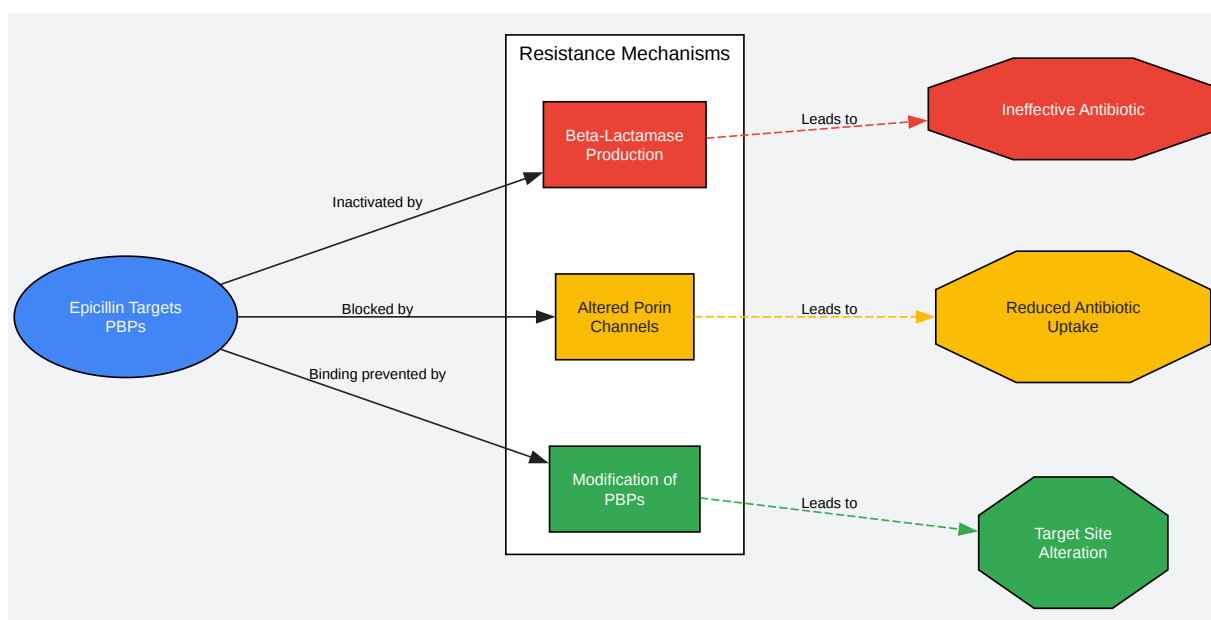 Resistance Mechanisms
Epicillin Targets
PBPs
Inactivated by
Beta-Lactamase
Production
Leads to
Ineffective Antibiotic
Blocked by
Altered Porin
Channels
Leads to
Reduced Antibiotic
Uptake
Binding prevented by
Modification of
PBPs
Leads to
Target Site
Alteration